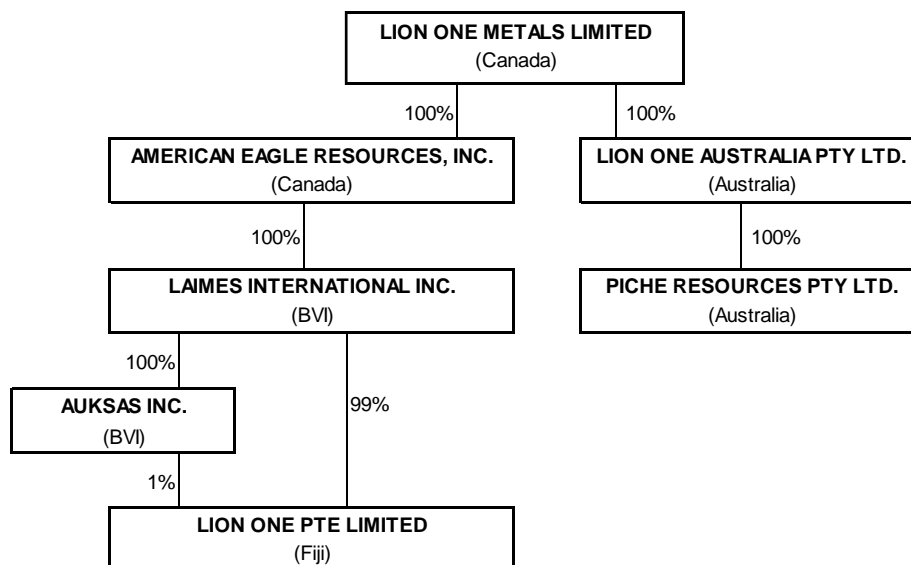 LION ONE METALS LIMITED
(Canada)
100%
100%
AMERICAN EAGLE RESOURCES, INC.
(Canada)
LION ONE AUSTRALIA PTY LTD.
(Australia)
100%
100%
LAIMES INTERNATIONAL INC.
(BVI)
PICHE RESOURCES PTY LTD.
(Australia)
100%
99%
AUKSAS INC.
(BVI)
1%
LION ONE PTE LIMITED
(Fiji)